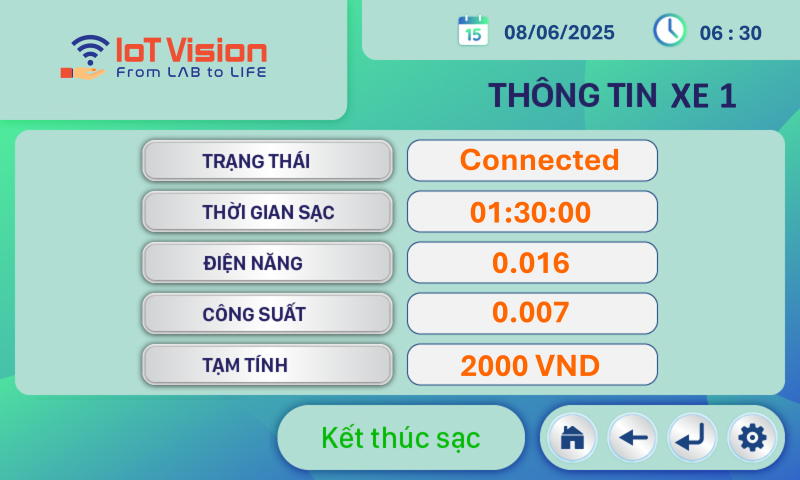 IoT Vision
From LAB to LIFE
15
08/06/2025
06 : 30
THÔNG TIN XE 1
TRẠNG THÁI
Connected
THỜI GIAN SẠC
01:30:00
ĐIỆN NĂNG
0.016
CÔNG SUẤT
0.007
TẠM TÍNH
2000 VND
Kết thúc sạc